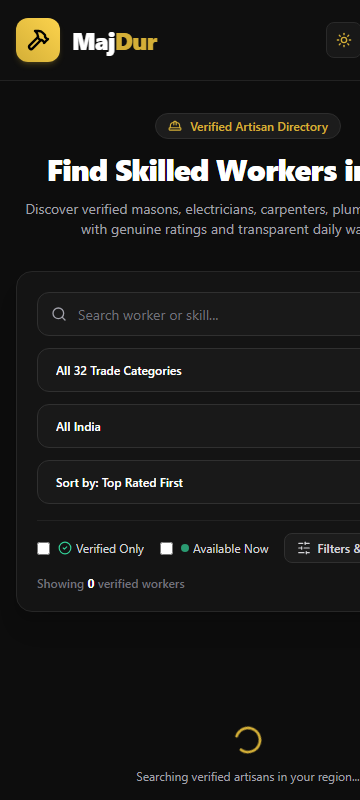 MajDur
Verified Artisan Directory
Find Skilled Workers i
Discover verified masons, electricians, carpenters, plum
with genuine ratings and transparent daily wa
Search worker or skill...
All 32 Trade Categories
All India
Sort by: Top Rated First
Verified Only
Available Now
Filters &
Showing 0 verified workers
Searching verified artisans in your region...